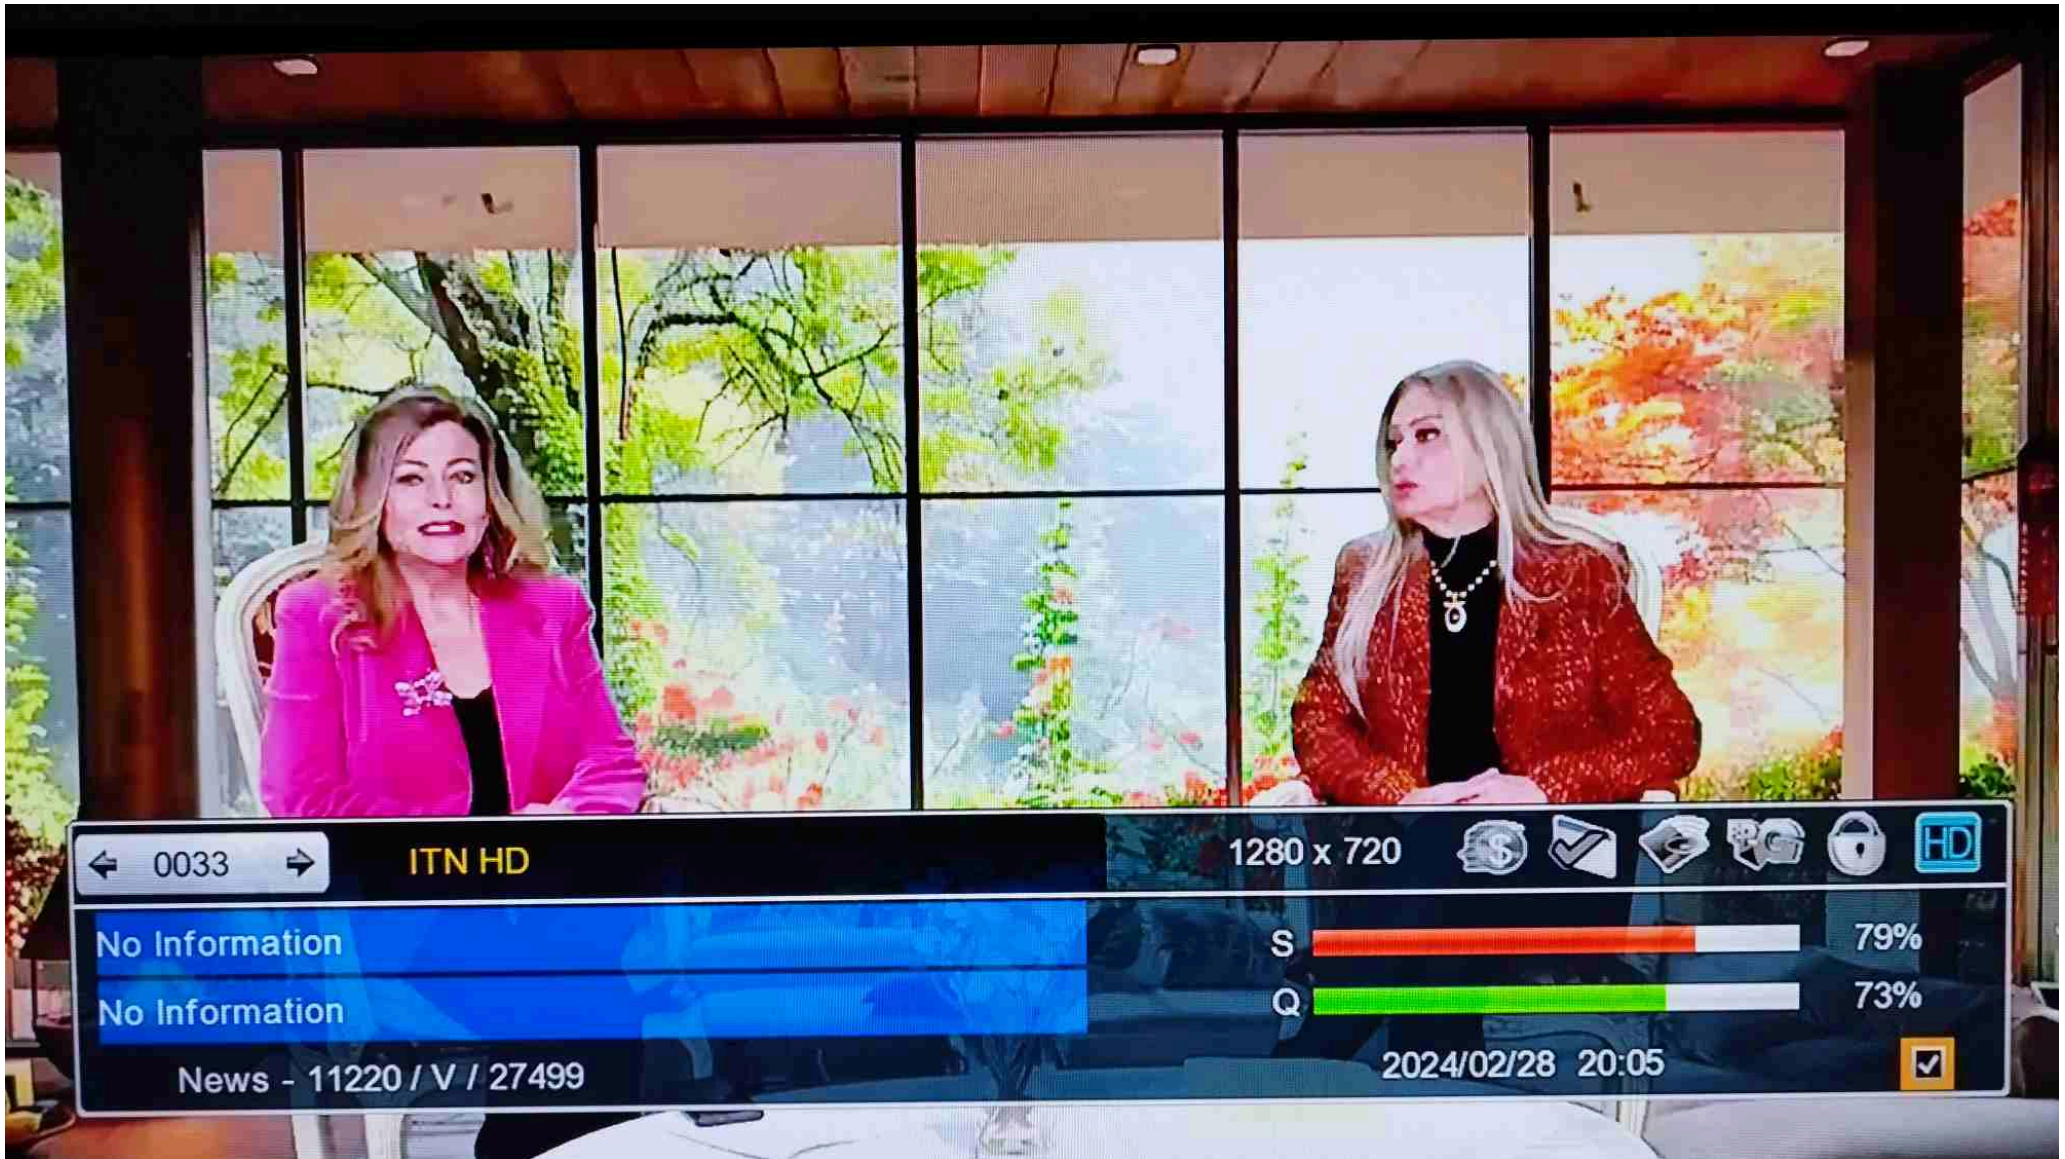 0033 ITN HD 1280 x 720 $ HD
No Information S 79%
No Information Q 73%
News - 11220 / V / 27499 2024/02/28 20:05